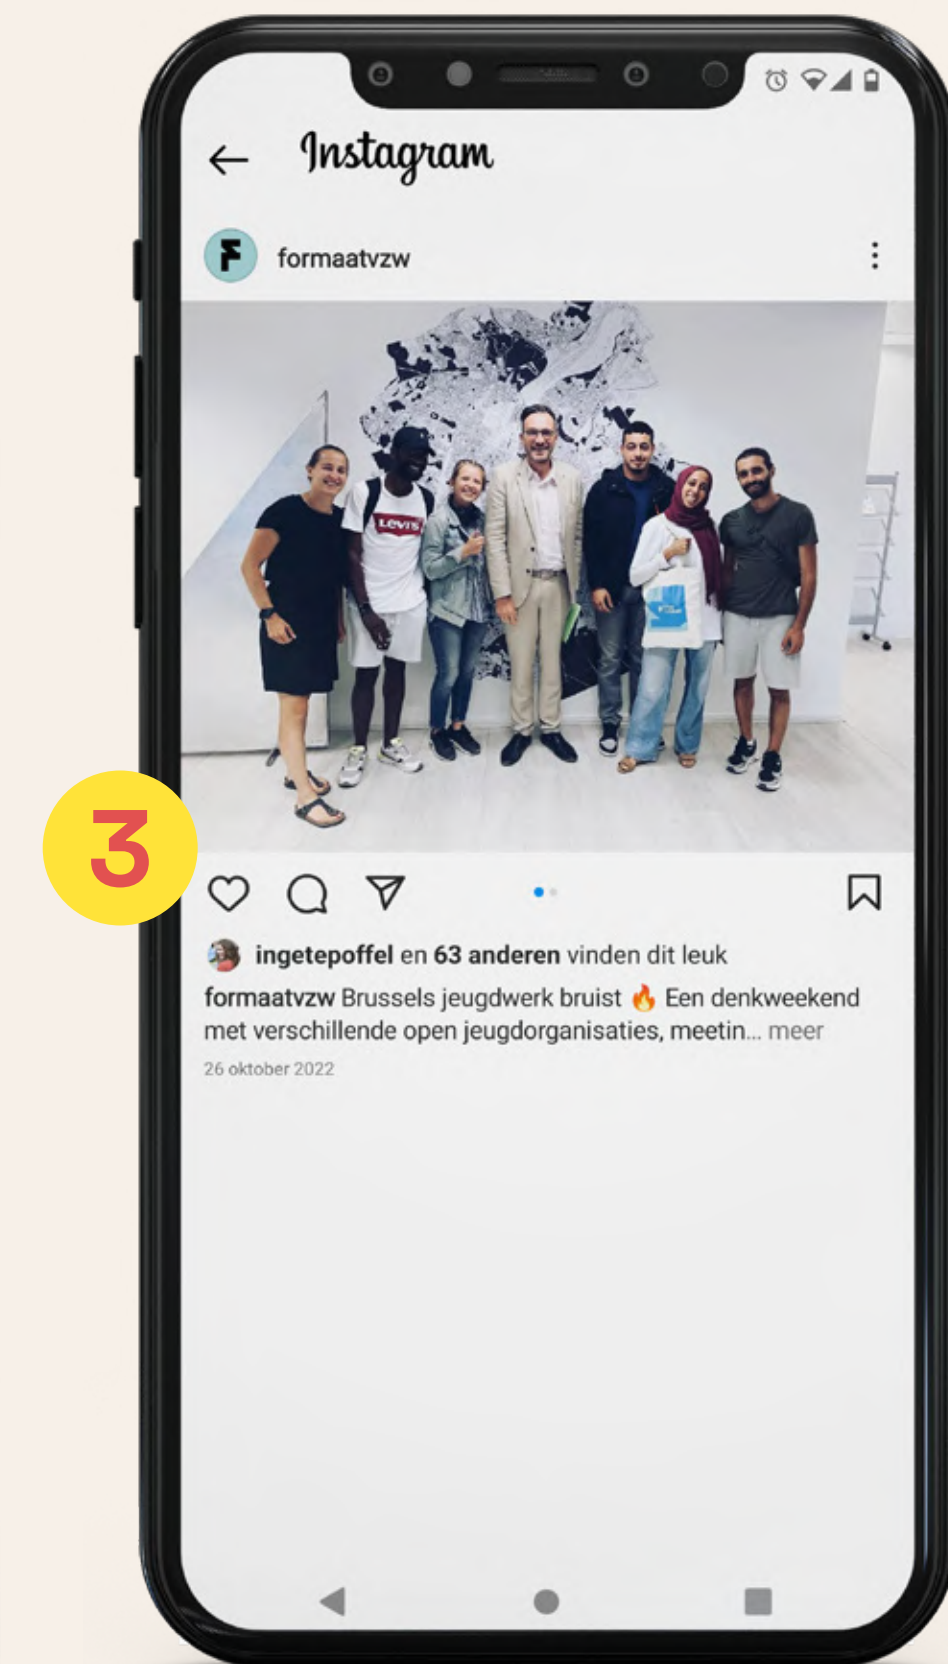 Instagram
formaatvzw
LEVI'S
3
ingetepoffel en 63 anderen vinden dit leuk
formaatvzw Brussels jeugdwerk bruist 🔥 Een denkweekend
met verschillende open jeugdorganisaties, meetin... meer
26 oktober 2022